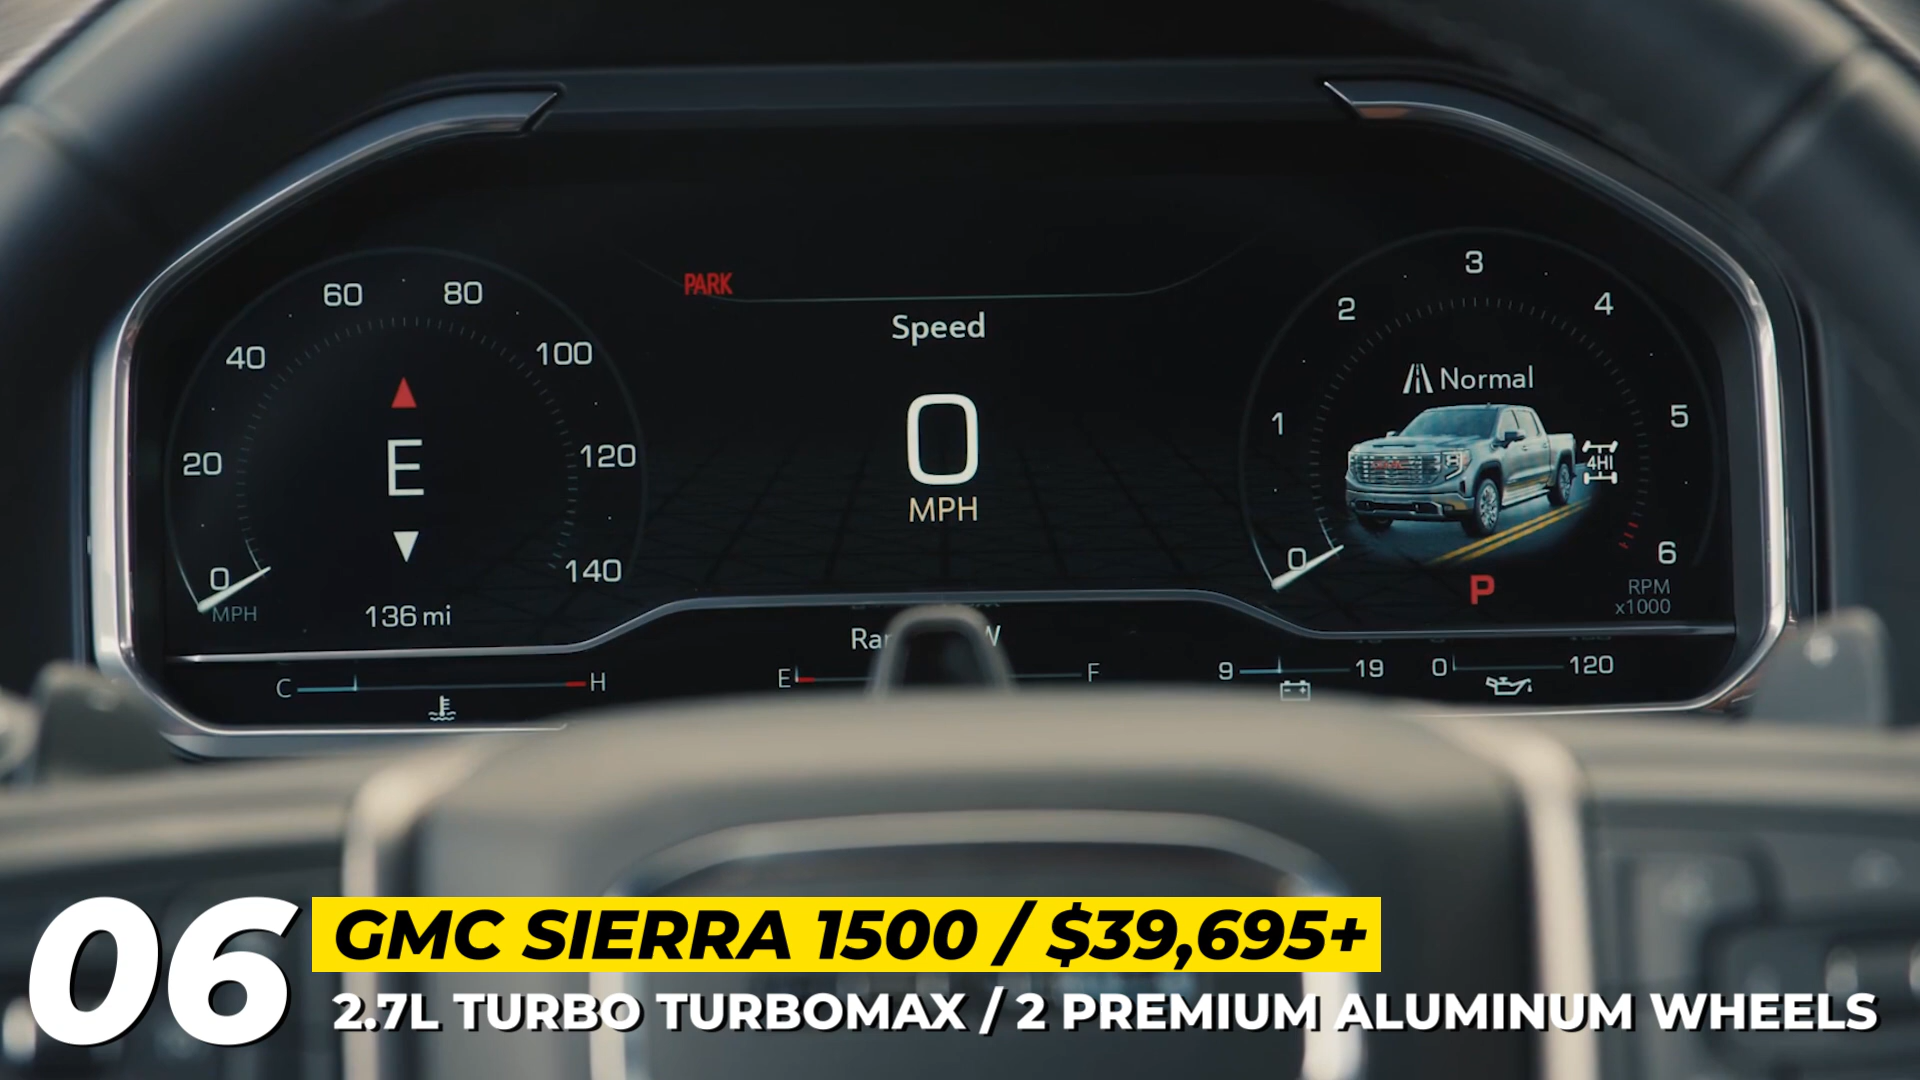 60 80
40 100
20 120
0 140
MPH
E
136 mi
PARK
Speed
0
MPH
3
2 4
1 5
0 6
Normal
4HI
P
RPM
x1000
C H
E F
9 19
0 120
06
GMC SIERRA 1500 / $39,695+
2.7L TURBO TURBOMAX / 2 PREMIUM ALUMINUM WHEELS